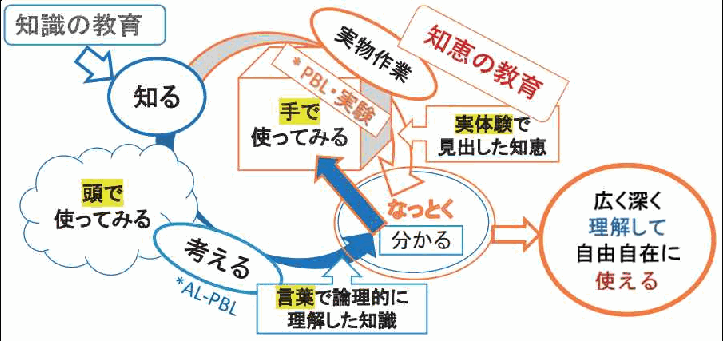 知識の教育
知る
実物作業
*PBL・実験
知恵の教育
手で
使ってみる
実体験で
見出した知恵
頭で
使ってみる
考える
*AL-PBL
なっとく
分かる
言葉で論理的に
理解した知識
広く深く
理解して
自由自在に
使える